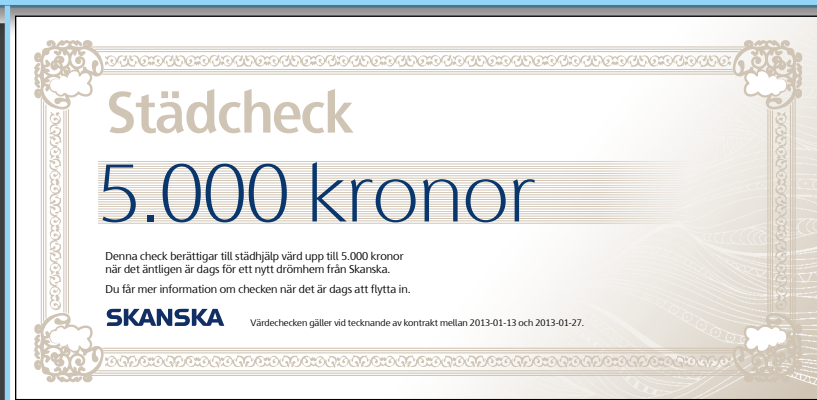 Städcheck
5.000 kronor
Denna check berättigar till städhjälp värd upp till 5.000 kronor
när det äntligen är dags för ett nytt drömhem från Skanska.
Du får mer information om checken när det är dags att flytta in.
SKANSKA Värdechecken gäller vid tecknande av kontrakt mellan 2013-01-13 och 2013-01-27.